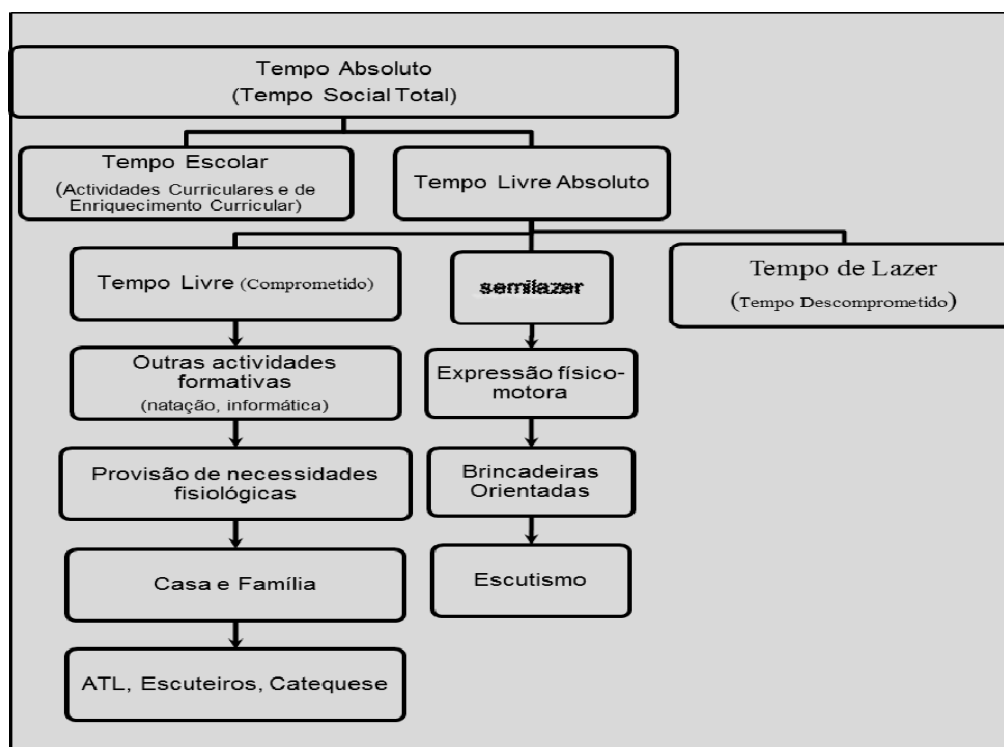 Tempo Absoluto
(Tempo Social Total)
Tempo Escolar
(Actividades Curriculares e de
Enriquecimento Curricular)
Tempo Livre Absoluto
Tempo Livre (Comprometido)
semilazer
Tempo de Lazer
(Tempo Descomprometido)
Outras actividades
formativas
(natação, informática)
Expressão físico-
motora
Provisão de necessidades
fisiológicas
Brincadeiras
Orientadas
Casa e Família
Escutismo
ATL, Escuteiros, Catequese